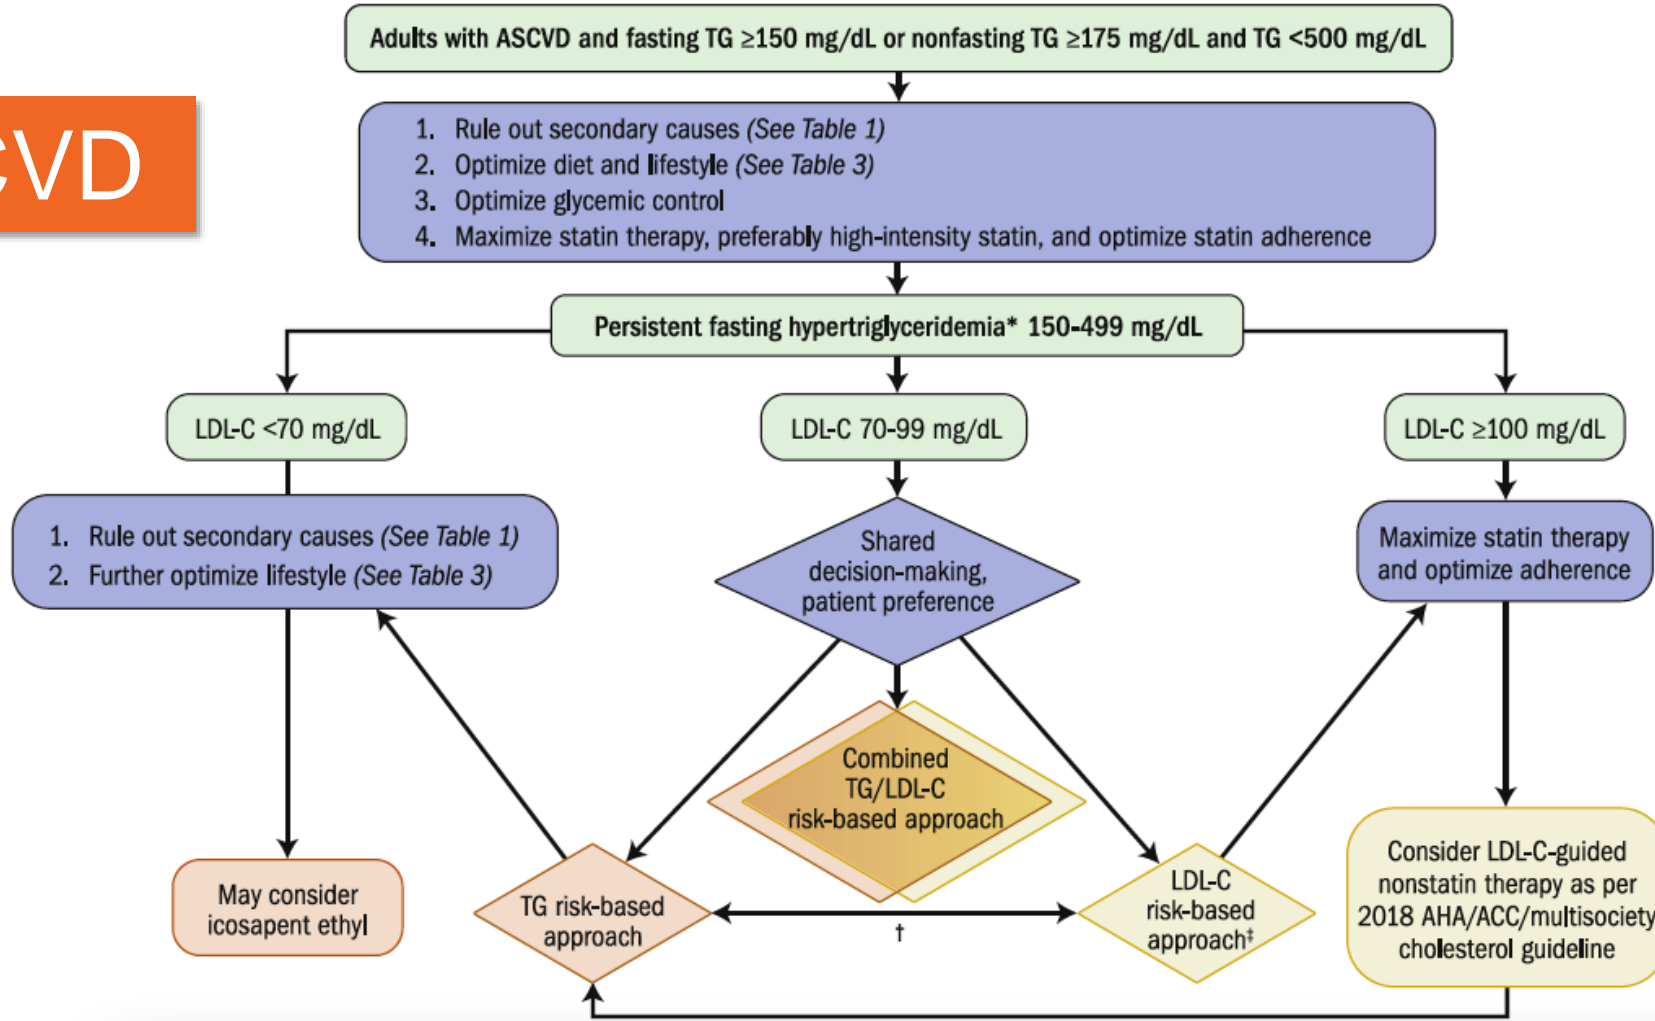 Adults with ASCVD and fasting TG ≥150 mg/dL or nonfasting TG ≥175 mg/dL and TG <500 mg/dL
CVD
1. Rule out secondary causes (See Table 1)
2. Optimize diet and lifestyle (See Table 3)
3. Optimize glycemic control
4. Maximize statin therapy, preferably high-intensity statin, and optimize statin adherence
Persistent fasting hypertriglyceridemia* 150-499 mg/dL
LDL-C <70 mg/dL
LDL-C 70-99 mg/dL
LDL-C ≥100 mg/dL
1. Rule out secondary causes (See Table 1)
2. Further optimize lifestyle (See Table 3)
Shared
decision-making,
patient preference
Maximize statin therapy
and optimize adherence
Combined
TG/LDL-C
risk-based approach
May consider
icosapent ethyl
TG risk-based
approach
†
LDL-C
risk-based
approach‡
Consider LDL-C-guided
nonstatin therapy as per
2018 AHA/ACC/multisociety
cholesterol guideline